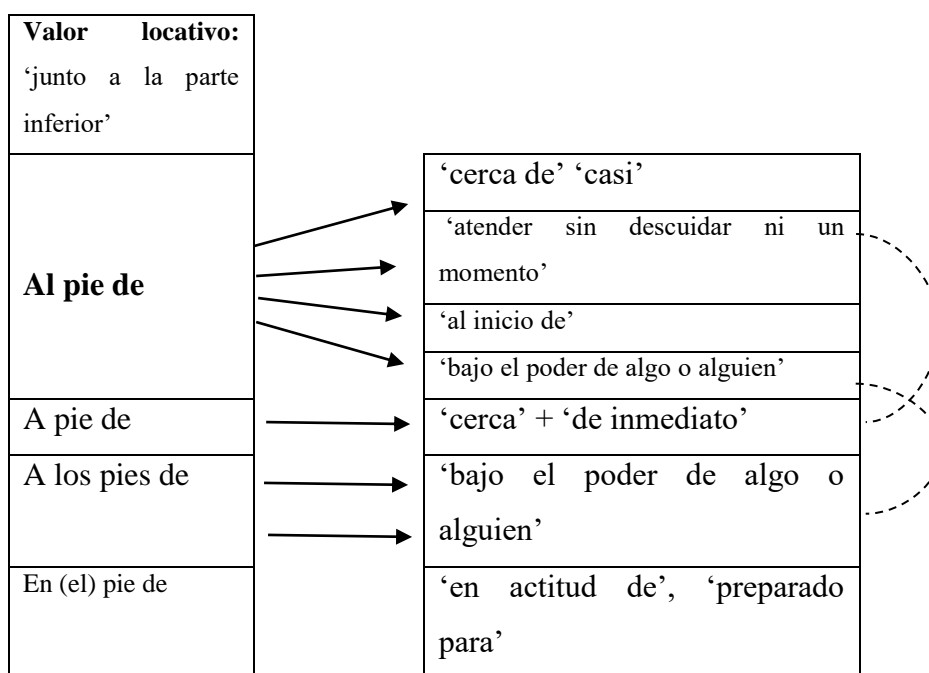 Valor locativo:
‘junto a la parte
inferior’
Al pie de
‘cerca de’ ‘casi’
‘atender sin descuidar ni un
momento’
‘al inicio de’
‘bajo el poder de algo o alguien’
A pie de
‘cerca’ + ‘de inmediato’
A los pies de
‘bajo el poder de algo o
alguien’
En (el) pie de
‘en actitud de’, ‘preparado
para’